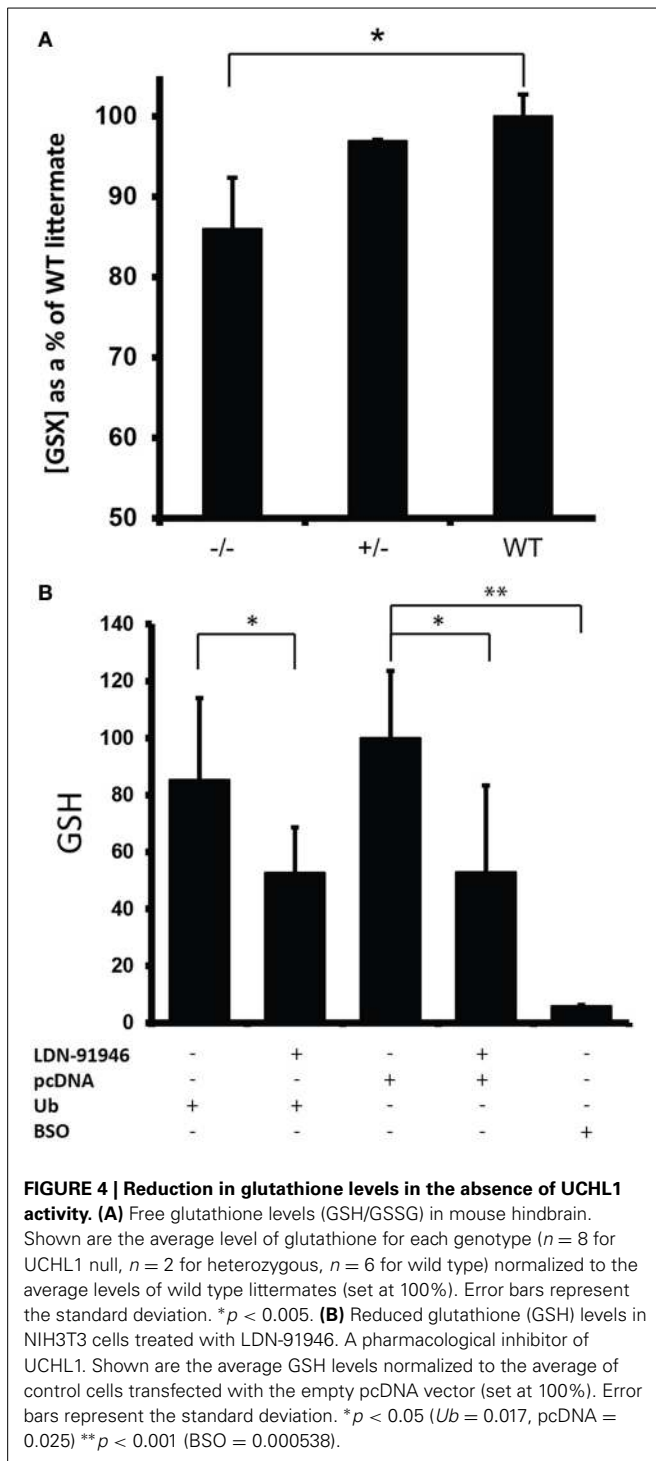 A
*
[GSX] as a % of WT littermate
100
90
80
70
60
50
-/- +/- WT
B
* * **
GSH
140
120
100
80
60
40
20
0
LDN-91946 - + - + -
pcDNA - - + + -
Ub + + - - -
BSO - - - - +
FIGURE 4 | Reduction in glutathione levels in the absence of UCHL1
activity. (A) Free glutathione levels (GSH/GSSG) in mouse hindbrain.
Shown are the average level of glutathione for each genotype (n = 8 for
UCHL1 null, n = 2 for heterozygous, n = 6 for wild type) normalized to the
average levels of wild type littermates (set at 100%). Error bars represent
the standard deviation. *p < 0.005. (B) Reduced glutathione (GSH) levels in
NIH3T3 cells treated with LDN-91946. A pharmacological inhibitor of
UCHL1. Shown are the average GSH levels normalized to the average of
control cells transfected with the empty pcDNA vector (set at 100%). Error
bars represent the standard deviation. *p < 0.05 (Ub = 0.017, pcDNA =
0.025) **p < 0.001 (BSO = 0.000538).